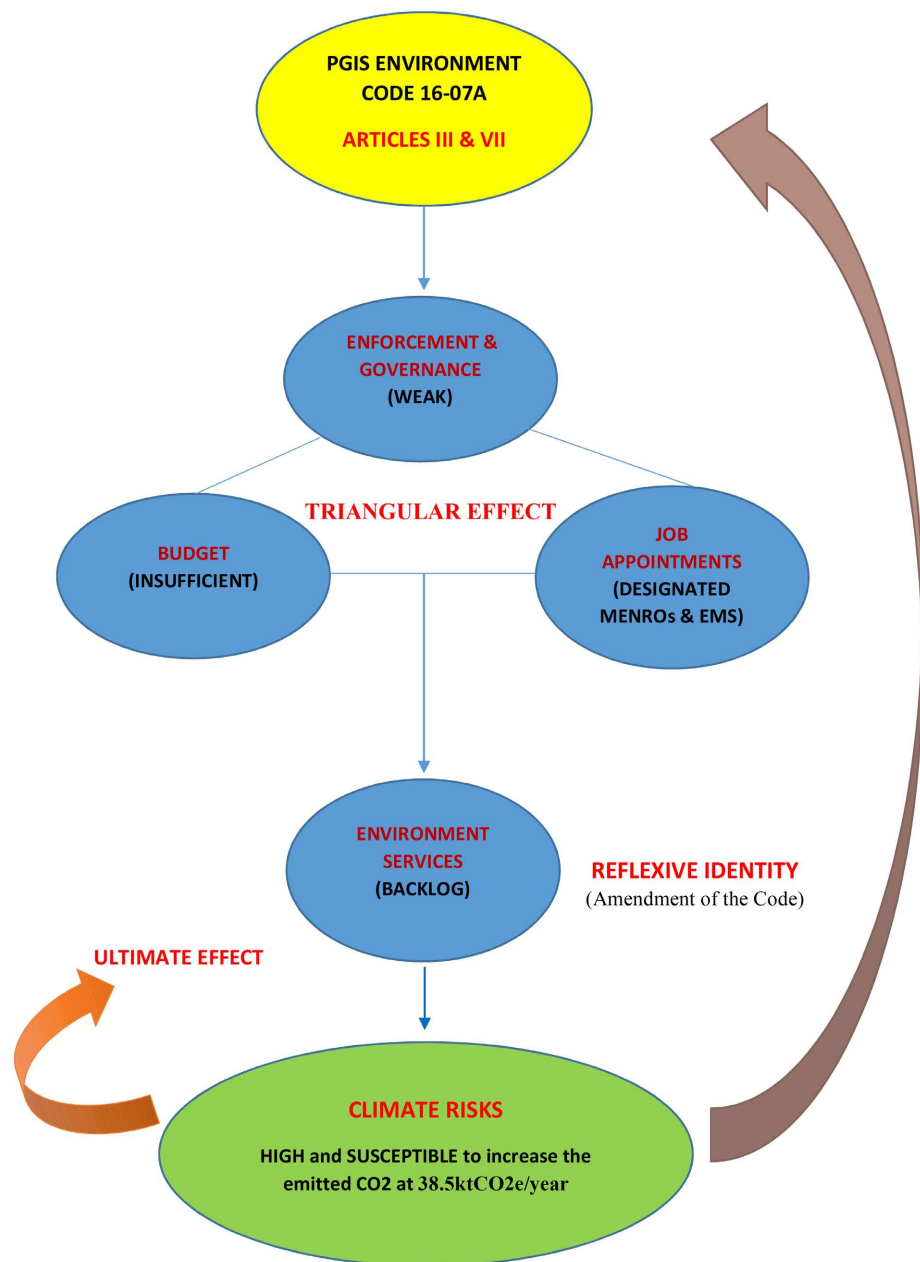 PGIS ENVIRONMENT
CODE 16-07A
ARTICLES III & VII
ENFORCEMENT &
GOVERNANCE
(WEAK)
TRIANGULAR EFFECT
BUDGET
(INSUFFICIENT)
JOB
APPOINTMENTS
(DESIGNATED
MENROs & EMS)
ENVIRONMENT
SERVICES
(BACKLOG)
REFLEXIVE IDENTITY
(Amendment of the Code)
ULTIMATE EFFECT
CLIMATE RISKS
HIGH and SUSCEPTIBLE to increase the
emitted CO2 at 38.5ktCO2e/year